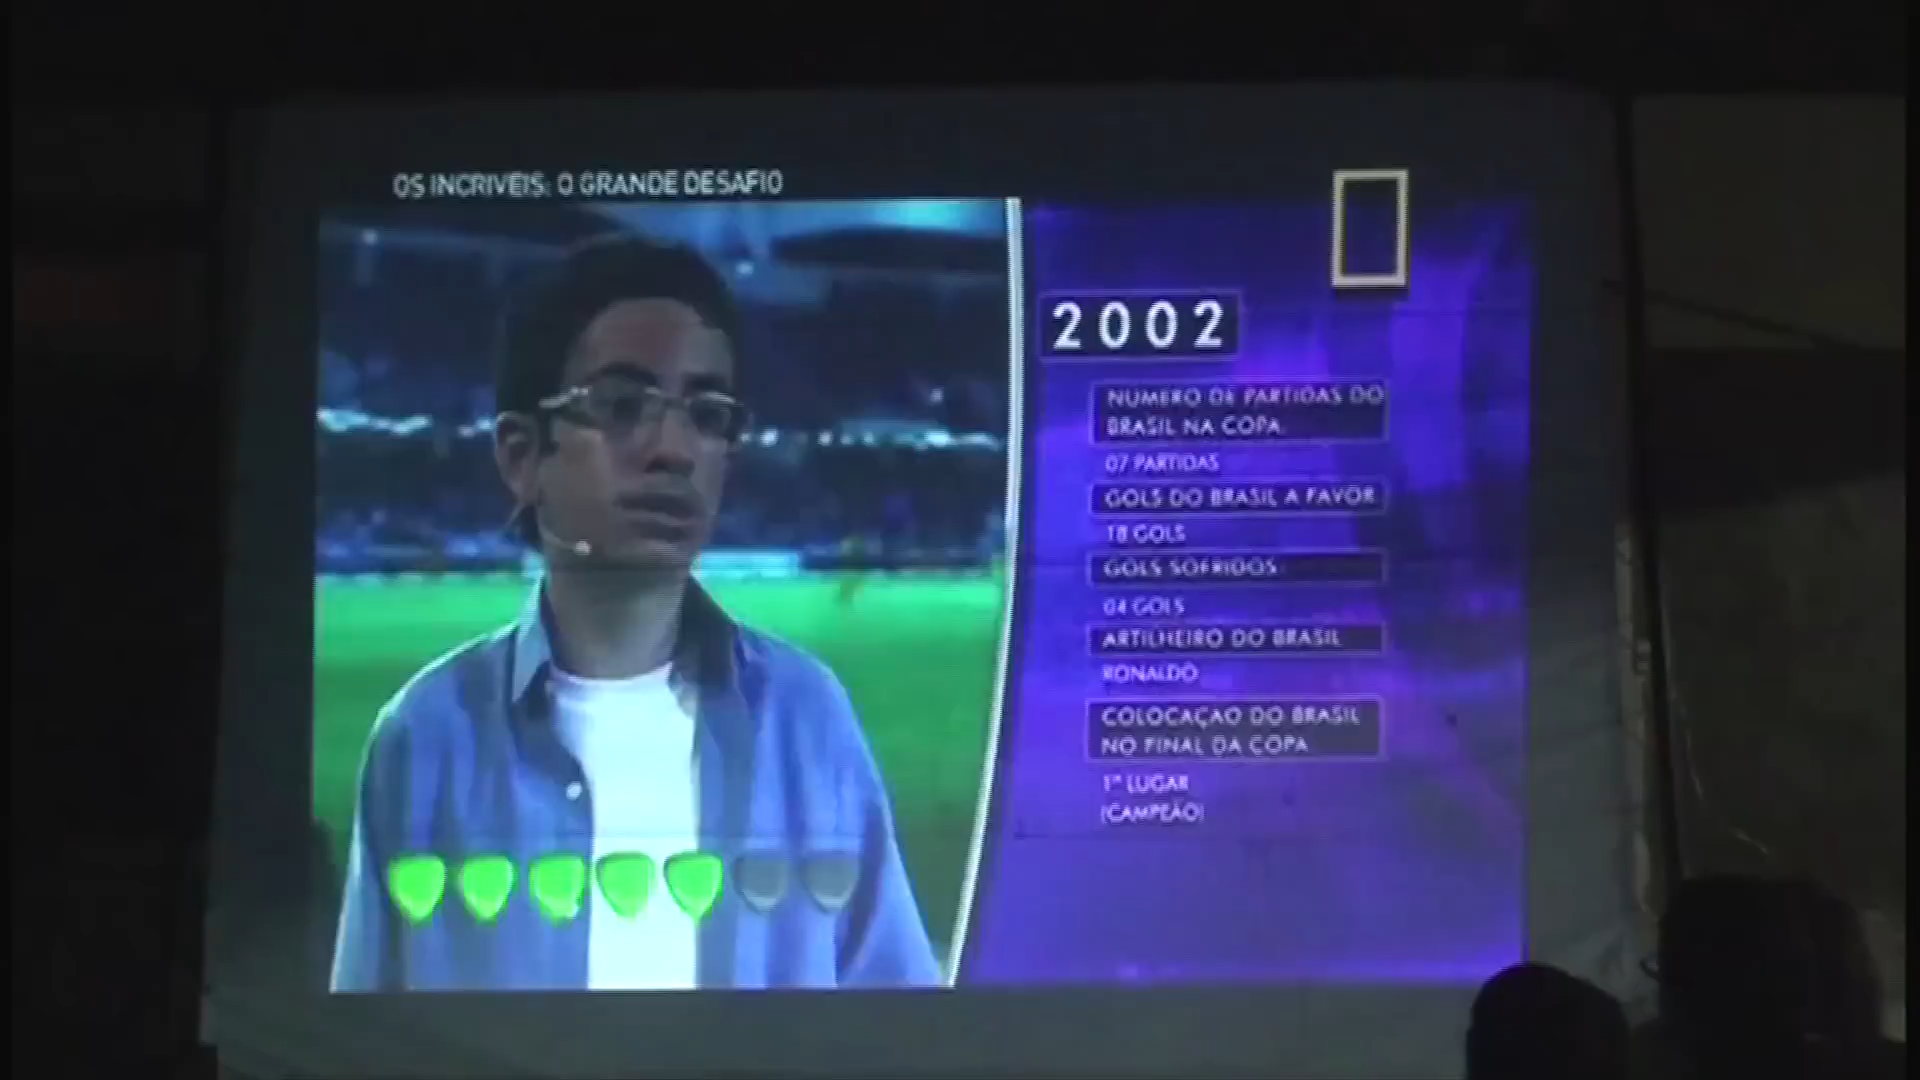 OS INCRIVEIS: O GRANDE DESAFIO
2002
NUMERO DE PARTIDAS DO
BRASIL NA COPA
07 PARTIDAS
GOLS DO BRASIL A FAVOR
18 GOLS
GOLS SOFRIDOS
04 GOLS
ARTILHEIRO DO BRASIL
RONALDO
COLOCAÇÃO DO BRASIL
NO FINAL DA COPA
1º LUGAR
(CAMPEÃO)